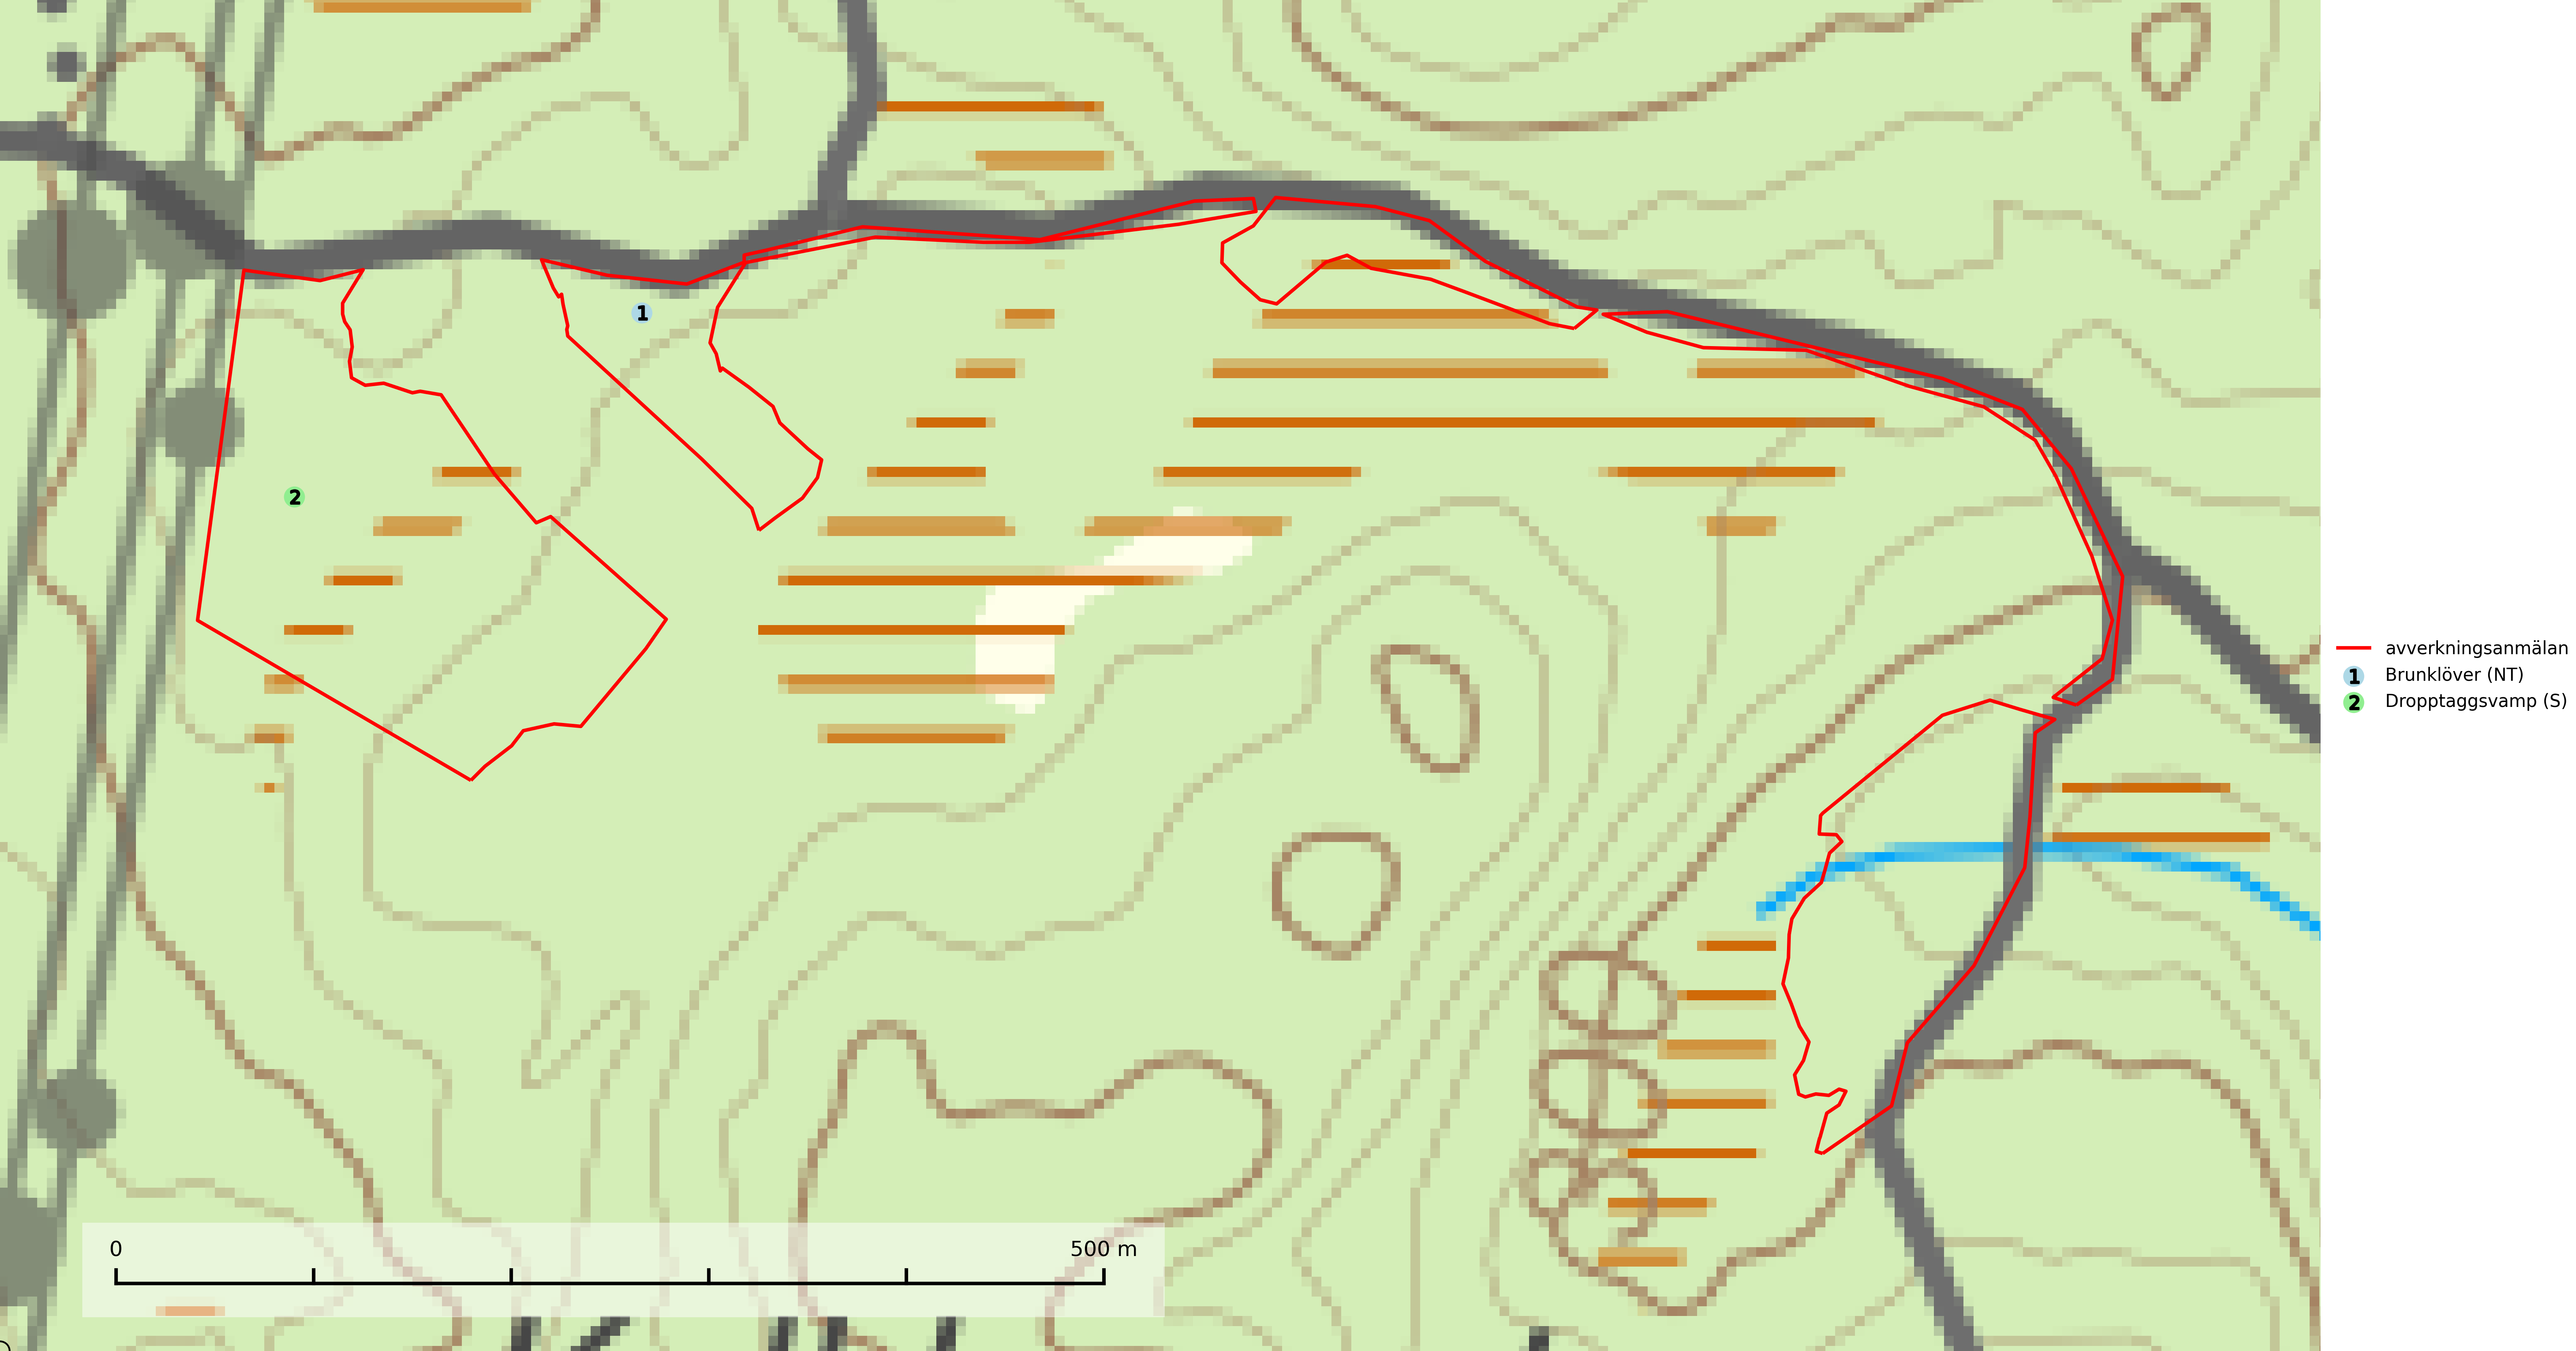 1
2
avverkningsanmälan
1 Brunklöver (NT)
2 Dropptaggsvamp (S)
0 500 m